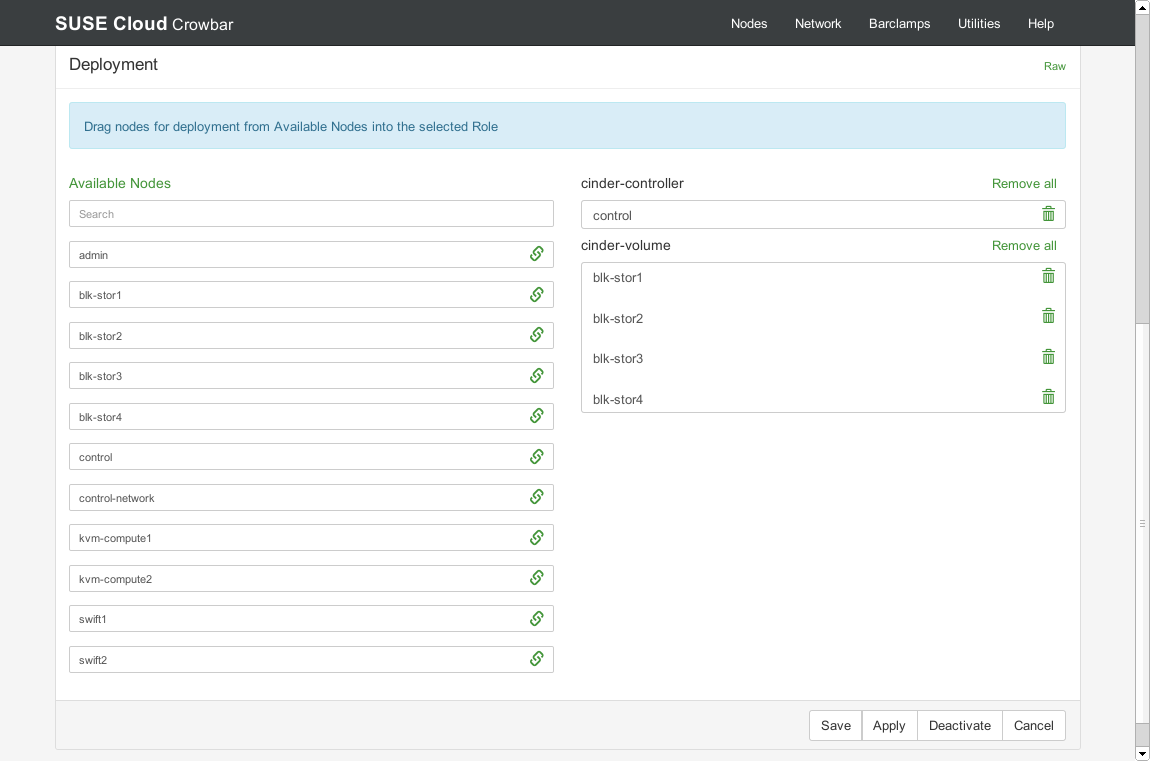 SUSE Cloud Crowbar Nodes Network Barclamps Utilities Help
Deployment Raw
Drag nodes for deployment from Available Nodes into the selected Role
Available Nodes
Search
admin
blk-stor1
blk-stor2
blk-stor3
blk-stor4
control
control-network
kvm-compute1
kvm-compute2
swift1
swift2
cinder-controller Remove all
control
cinder-volume Remove all
blk-stor1
blk-stor2
blk-stor3
blk-stor4
Save Apply Deactivate Cancel